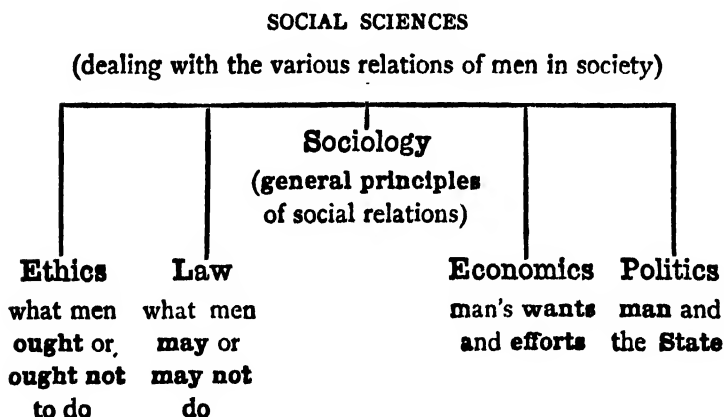 SOCIAL SCIENCES
(dealing with the various relations of men in society)
Sociology
(general principles
of social relations)
Ethics
what men
ought or,
ought not
to do
Law
what men
may or
may not
do
Economics
man's wants
and efforts
Politics
man and
the State